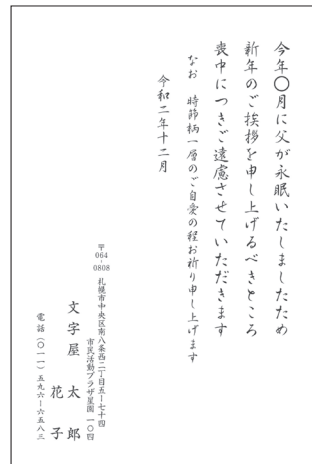 今年〇月に父が永眠いたしましたため
新年のご挨拶を申し上げるべきところ
喪中につきご遠慮させていただきます
なお　時節柄一層のご自愛の程お祈り申し上げます
令和二年十二月
〒064-0808
札幌市中央区南八条西二丁目五ー七十四
市民活動プラザ星園　一〇四
文字屋　太郎
花子
電話（〇一一）五九六ー六五八三